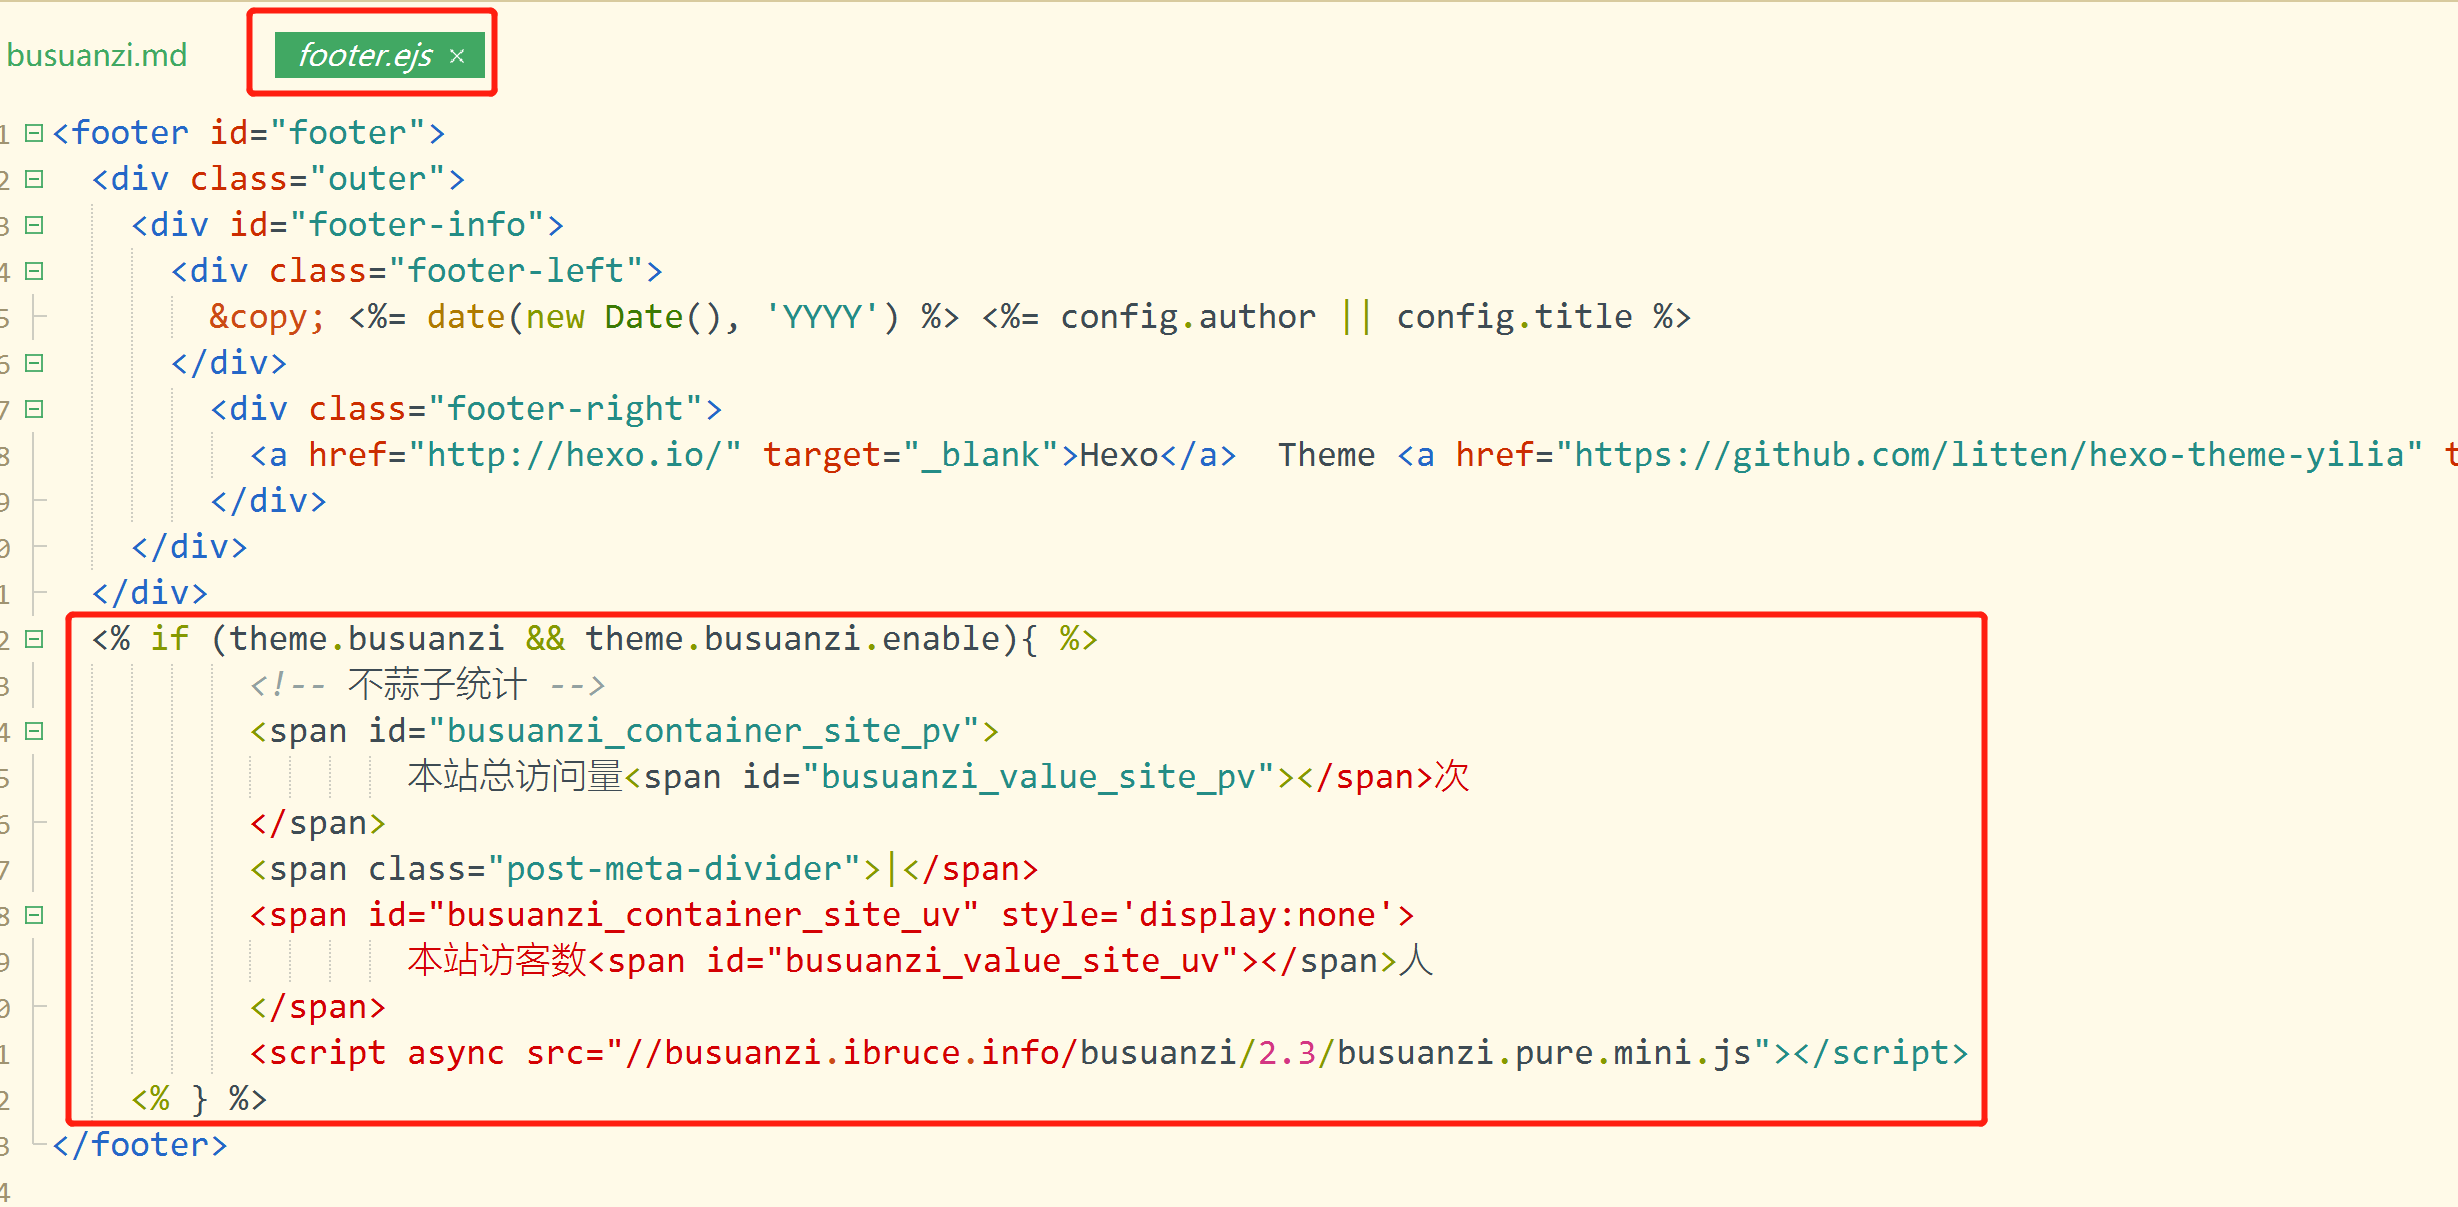 busuanzi.md footer.ejs ×
1 <footer id="footer">
2 <div class="outer">
3 <div id="footer-info">
4 <div class="footer-left">
5 &copy; <%= date(new Date(), 'YYYY') %> <%= config.author || config.title %>
6 </div>
7 <div class="footer-right">
8 <a href="http://hexo.io/" target="_blank">Hexo</a>  Theme <a href="https://github.com/litten/hexo-theme-yilia" t
9 </div>
0 </div>
1 </div>
2 <% if (theme.busuanzi && theme.busuanzi.enable){ %>
3 <!-- 不蒜子统计 -->
4 <span id="busuanzi_container_site_pv">
5 本站总访问量<span id="busuanzi_value_site_pv"></span>次
6 </span>
7 <span class="post-meta-divider">|</span>
8 <span id="busuanzi_container_site_uv" style='display:none'>
9 本站访客数<span id="busuanzi_value_site_uv"></span>人
0 </span>
1 <script async src="//busuanzi.ibruce.info/busuanzi/2.3/busuanzi.pure.mini.js"></script>
2 <% } %>
3 </footer>
4